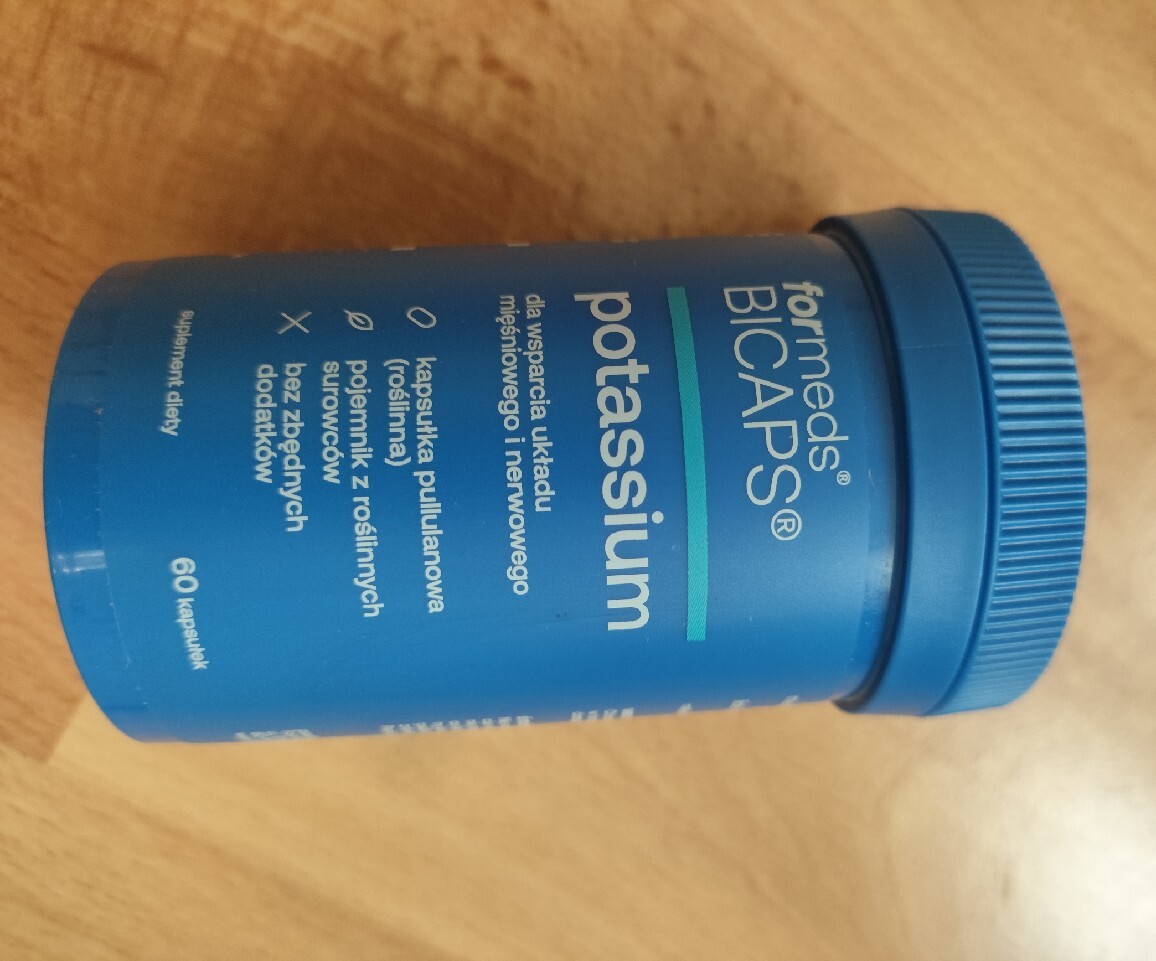 formeds®
BICAPS®
potassium
dla wsparcia układu
mięśniowego i nerwowego
kapsułka pullulanowa
(roślinna)
pojemnik z roślinnych
surowców
bez zbędnych
dodatków
suplement diety
60 kapsułek